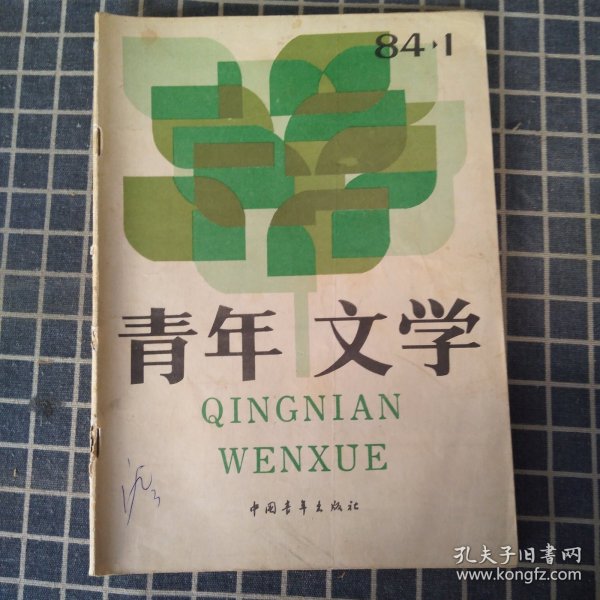 84·1
青年文学
QINGNIAN
WENXUE
中国青年出版社
孔夫子旧书网
www.kongfz.com